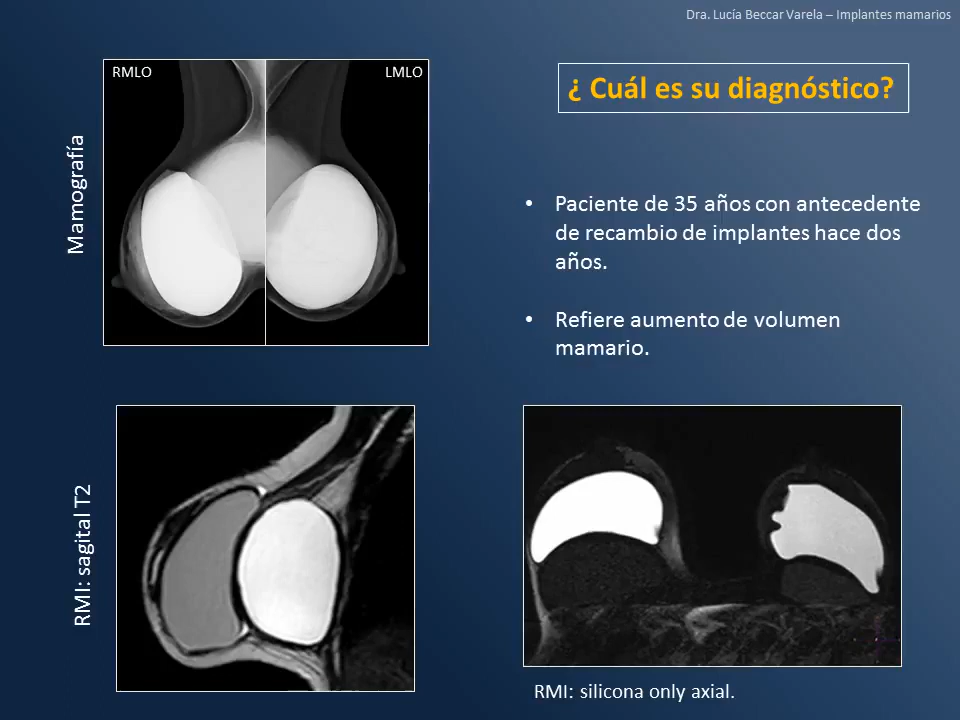 Dra. Lucía Beccar Varela – Implantes mamarios
RMLO
LMLO
Mamografía
¿ Cuál es su diagnóstico?
• Paciente de 35 años con antecedente
de recambio de implantes hace dos
años.
• Refiere aumento de volumen
mamario.
RMI: sagital T2
RMI: silicona only axial.